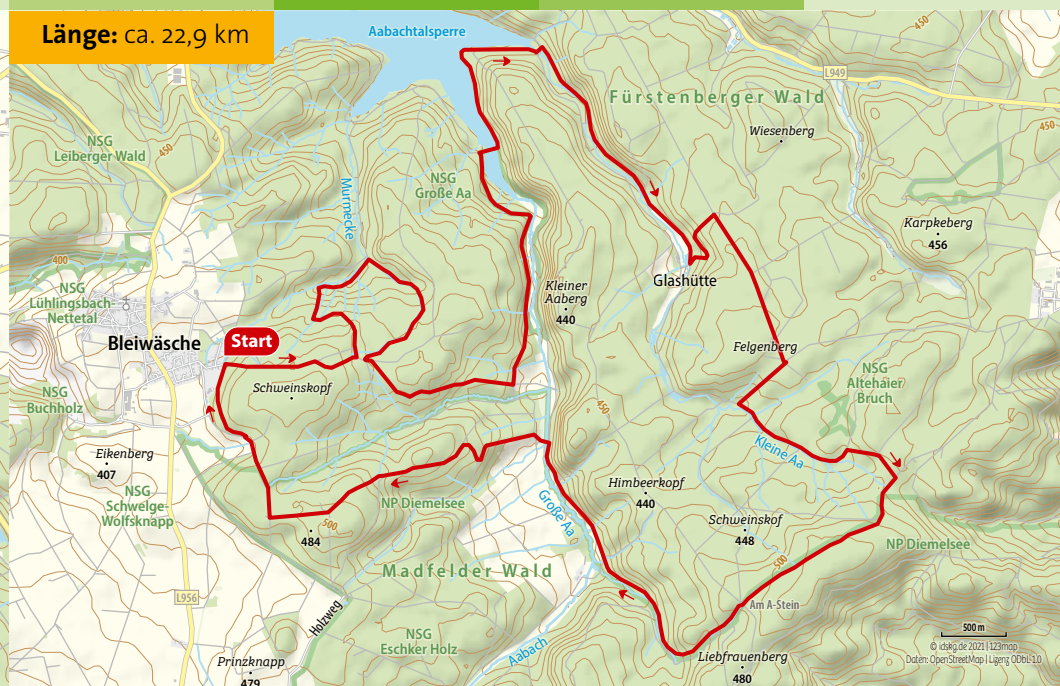 Länge: ca. 22,9 km
Aabachtalsperre
450
L949
Fürstenberger Wald
Wiesenberg
450
NSG
Leiberger Wald
450
NSG
Große Aa
Murmecke
Karpkeberg
456
400
NSG
Lühlingsbach-
Nettetal
Glashütte
Kleiner
Aaberg
440
Bleiwäsche
Start
Felgenberg
Schweinskopf
NSG
Altehaier
Bruch
NSG
Buchholz
450
Eikenberg
407
Kleine Aa
NSG
Schwelge-
Wolfsknapp
NP Diemelsee
Himbeerkopf
440
Große Aa
Schweinskof
448
500
484
NP Diemelsee
500
Madfelder Wald
L956
Am A-Stein
Holzweg
500 m
NSG
Eschker Holz
Aabach
© idskg.de 2021 | 123map
Daten: OpenStreetMap | Lizenz ODbL 1.0
Prinzknapp
479
Liebfrauenberg
480